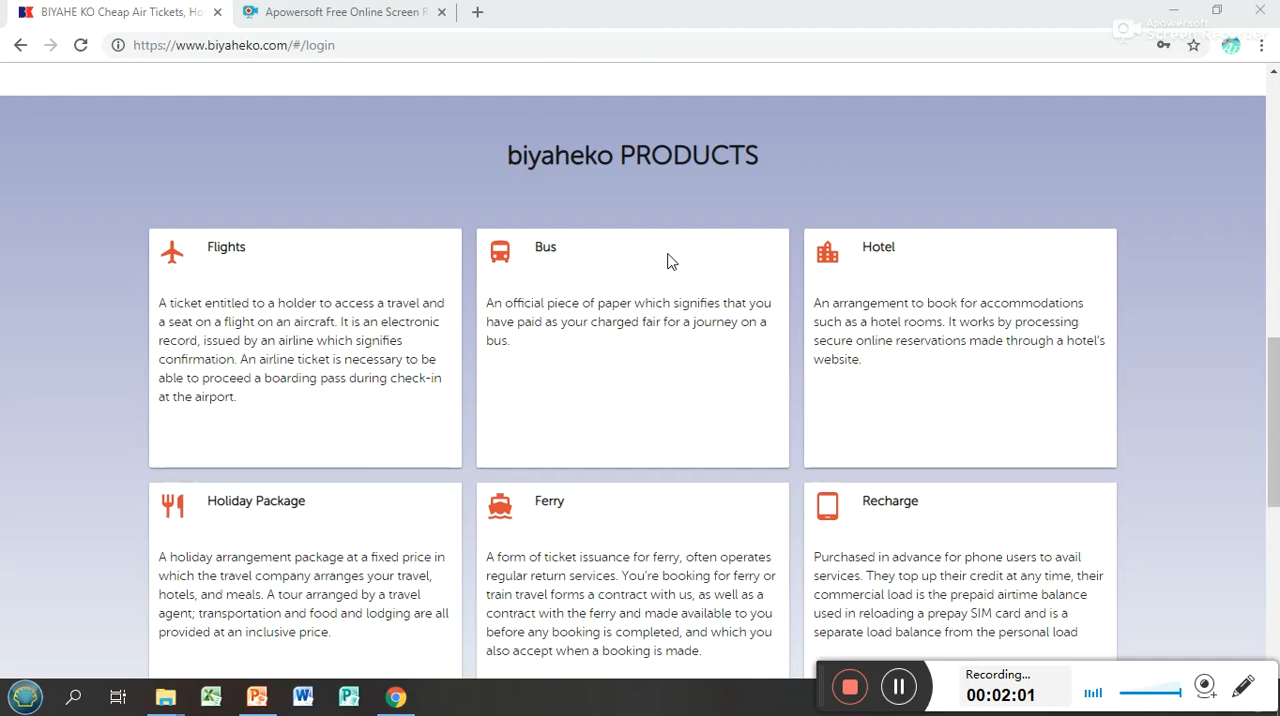 BIYAHE KO Cheap Air Tickets, Ho
Apowersoft Free Online Screen R
https://www.biyaheko.com/#/login
Apowersoft
Screen Recorder
biyaheko PRODUCTS
Flights
A ticket entitled to a holder to access a travel and
a seat on a flight on an aircraft. It is an electronic
record, issued by an airline which signifies
confirmation. An airline ticket is necessary to be
able to proceed a boarding pass during check-in
at the airport.
Bus
An official piece of paper which signifies that you
have paid as your charged fair for a journey on a
bus.
Hotel
An arrangement to book for accommodations
such as a hotel rooms. It works by processing
secure online reservations made through a hotel's
website.
Holiday Package
A holiday arrangement package at a fixed price in
which the travel company arranges your travel,
hotels, and meals. A tour arranged by a travel
agent; transportation and food and lodging are all
provided at an inclusive price.
Ferry
A form of ticket issuance for ferry, often operates
regular return services. You're booking for ferry or
train travel forms a contract with us, as well as a
contract with the ferry and made available to you
before any booking is completed, and which you
also accept when a booking is made.
Recharge
Purchased in advance for phone users to avail
services. They top up their credit at any time, their
commercial load is the prepaid airtime balance
used in reloading a prepay SIM card and is a
separate load balance from the personal load
Recording...
00:02:01